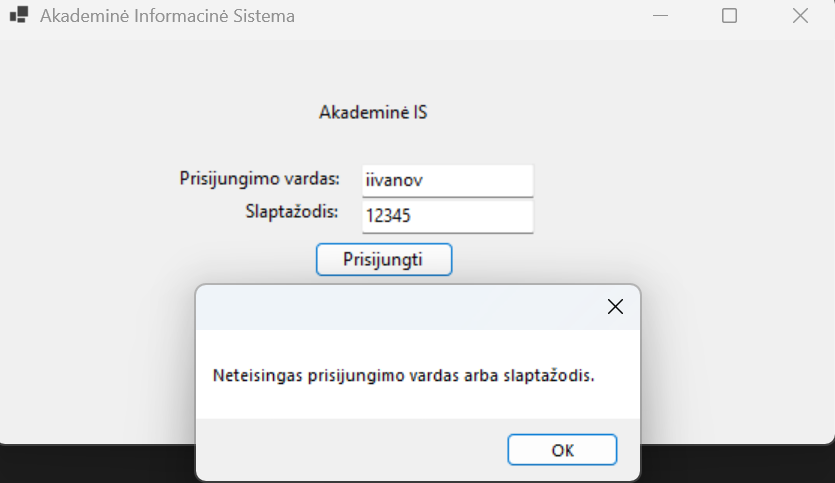 Akademinė Informacinė Sistema
Akademinė IS
Prisijungimo vardas: iivanov
Slaptažodis: 12345
Prisijungti
Neteisingas prisijungimo vardas arba slaptažodis.
OK